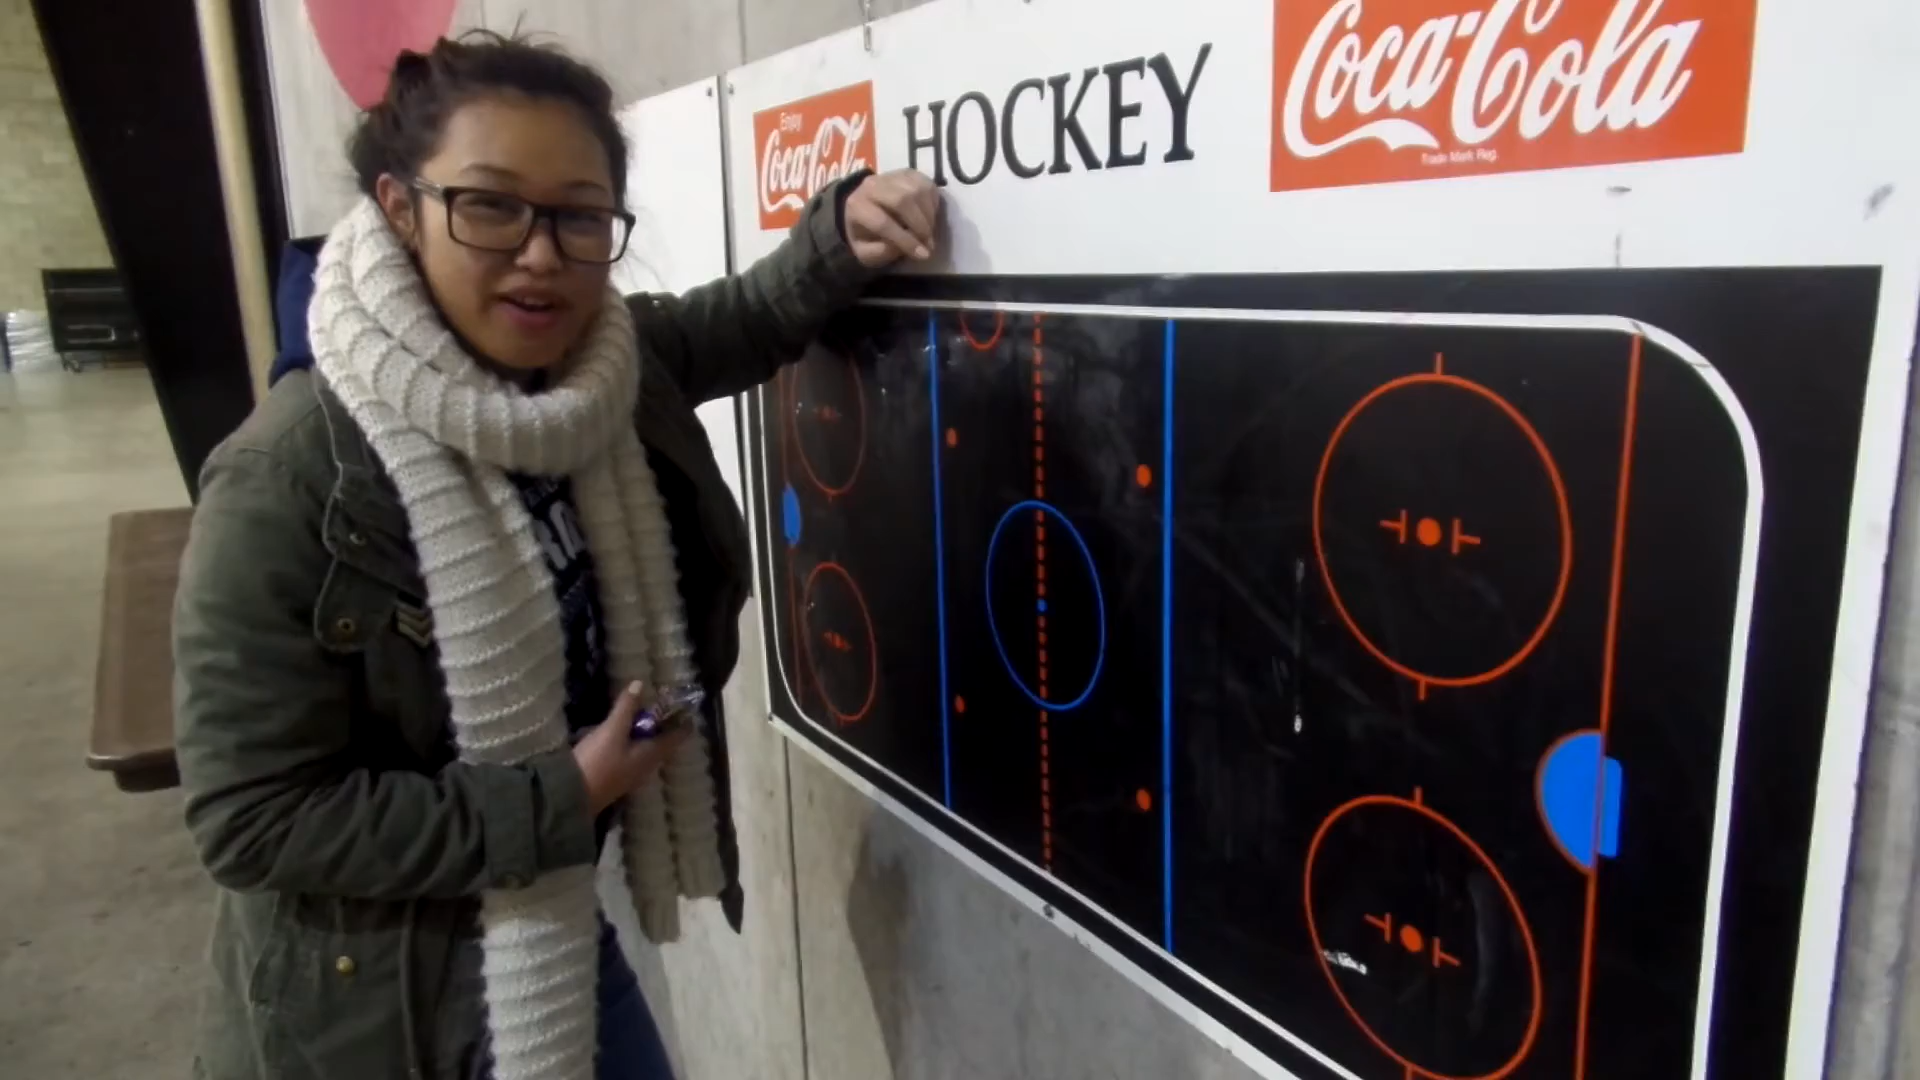 Enjoy
Coca-Cola
HOCKEY
Coca-Cola
Trade Mark Reg.